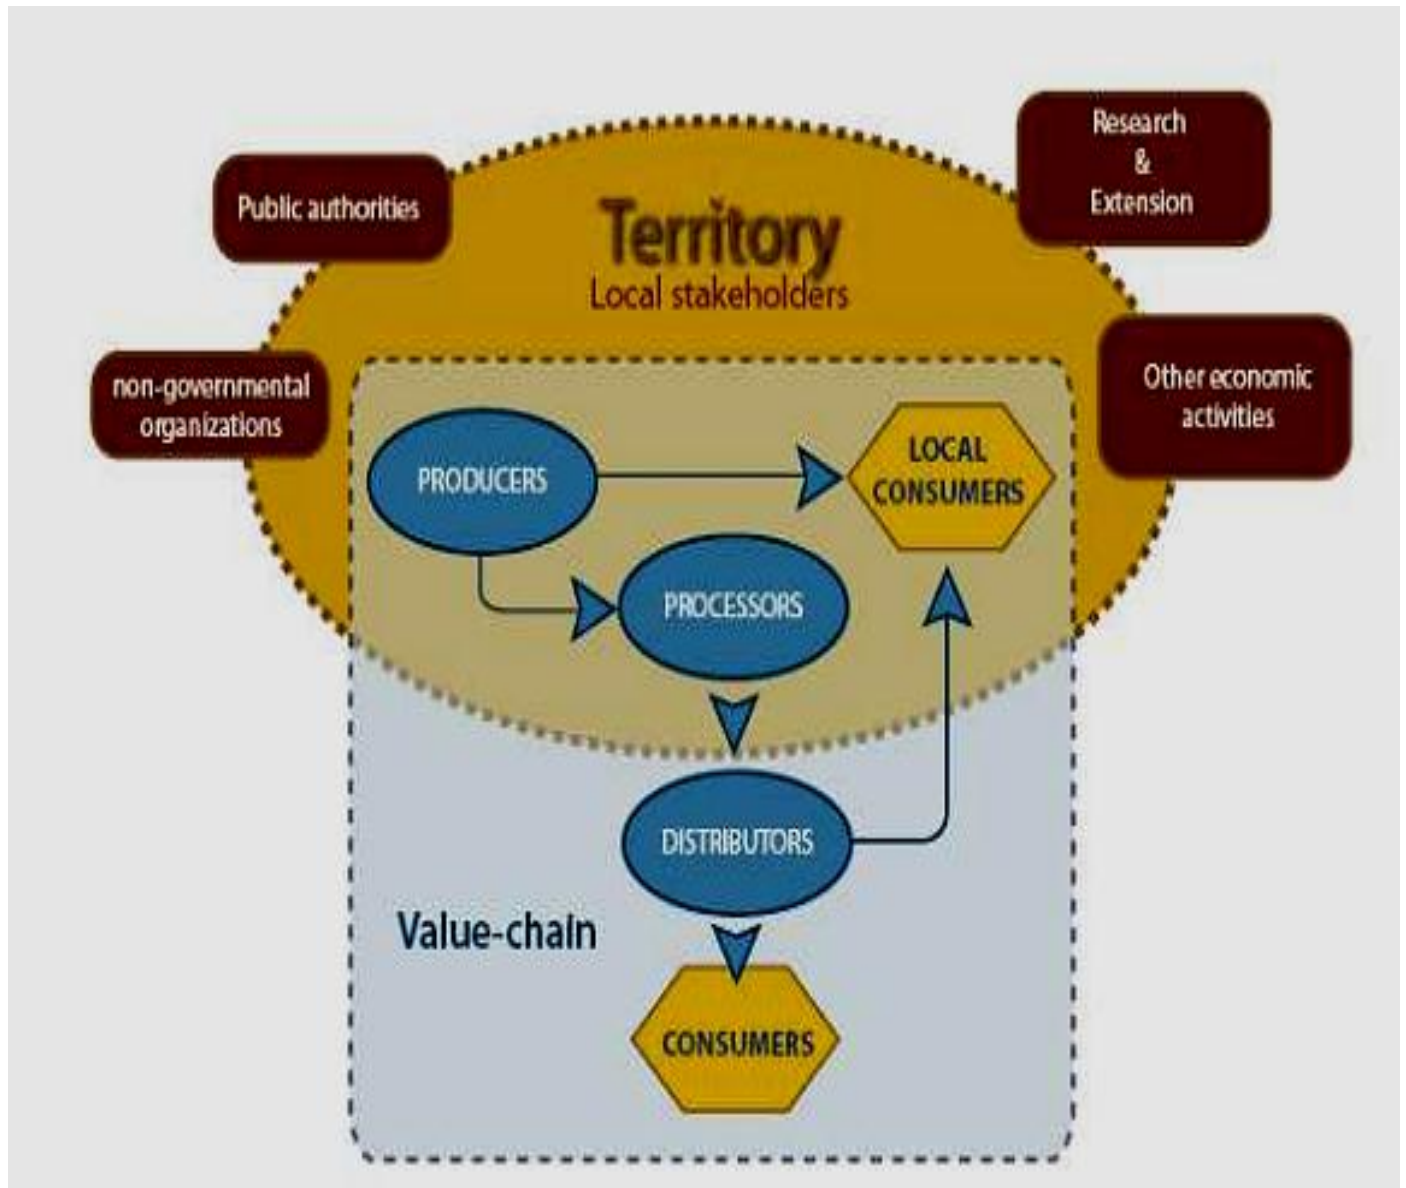 Research
&
Extension
Public authorities
Territory
Local stakeholders
non-governmental
organizations
Other economic
activities
PRODUCERS
LOCAL
CONSUMERS
PROCESSORS
DISTRIBUTORS
Value-chain
CONSUMERS